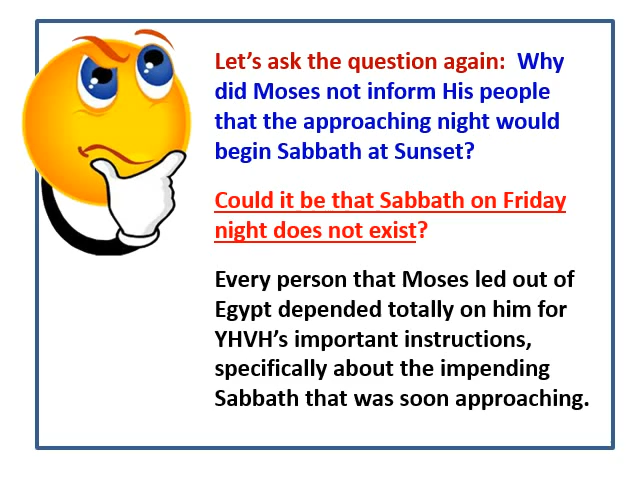 Let's ask the question again:  Why
did Moses not inform His people
that the approaching night would
begin Sabbath at Sunset?
Could it be that Sabbath on Friday
night does not exist?
Every person that Moses led out of
Egypt depended totally on him for
YHVH's important instructions,
specifically about the impending
Sabbath that was soon approaching.